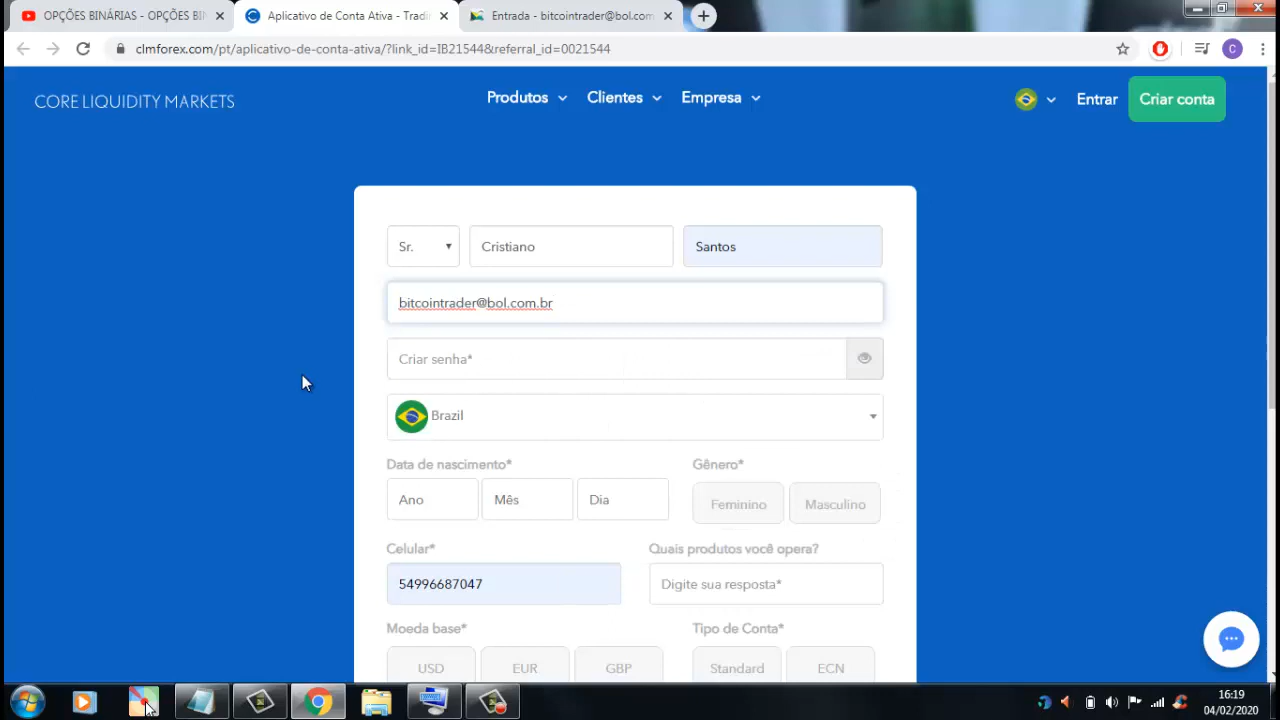 OPÇÕES BINÁRIAS - OPÇÕES BIN
Aplicativo de Conta Ativa - Tradin
Entrada - bitcointrader@bol.com
clmforex.com/pt/aplicativo-de-conta-ativa/?link_id=IB21544&referral_id=0021544
C
CORE LIQUIDITY MARKETS
Produtos
Clientes
Empresa
Entrar
Criar conta
Sr.
Cristiano
Santos
bitcointrader@bol.com.br
Criar senha*
Brazil
Data de nascimento*
Gênero*
Ano
Mês
Dia
Feminino
Masculino
Celular*
Quais produtos você opera?
54996687047
Digite sua resposta*
Moeda base*
Tipo de Conta*
USD
EUR
GBP
Standard
ECN
16:19
04/02/2020